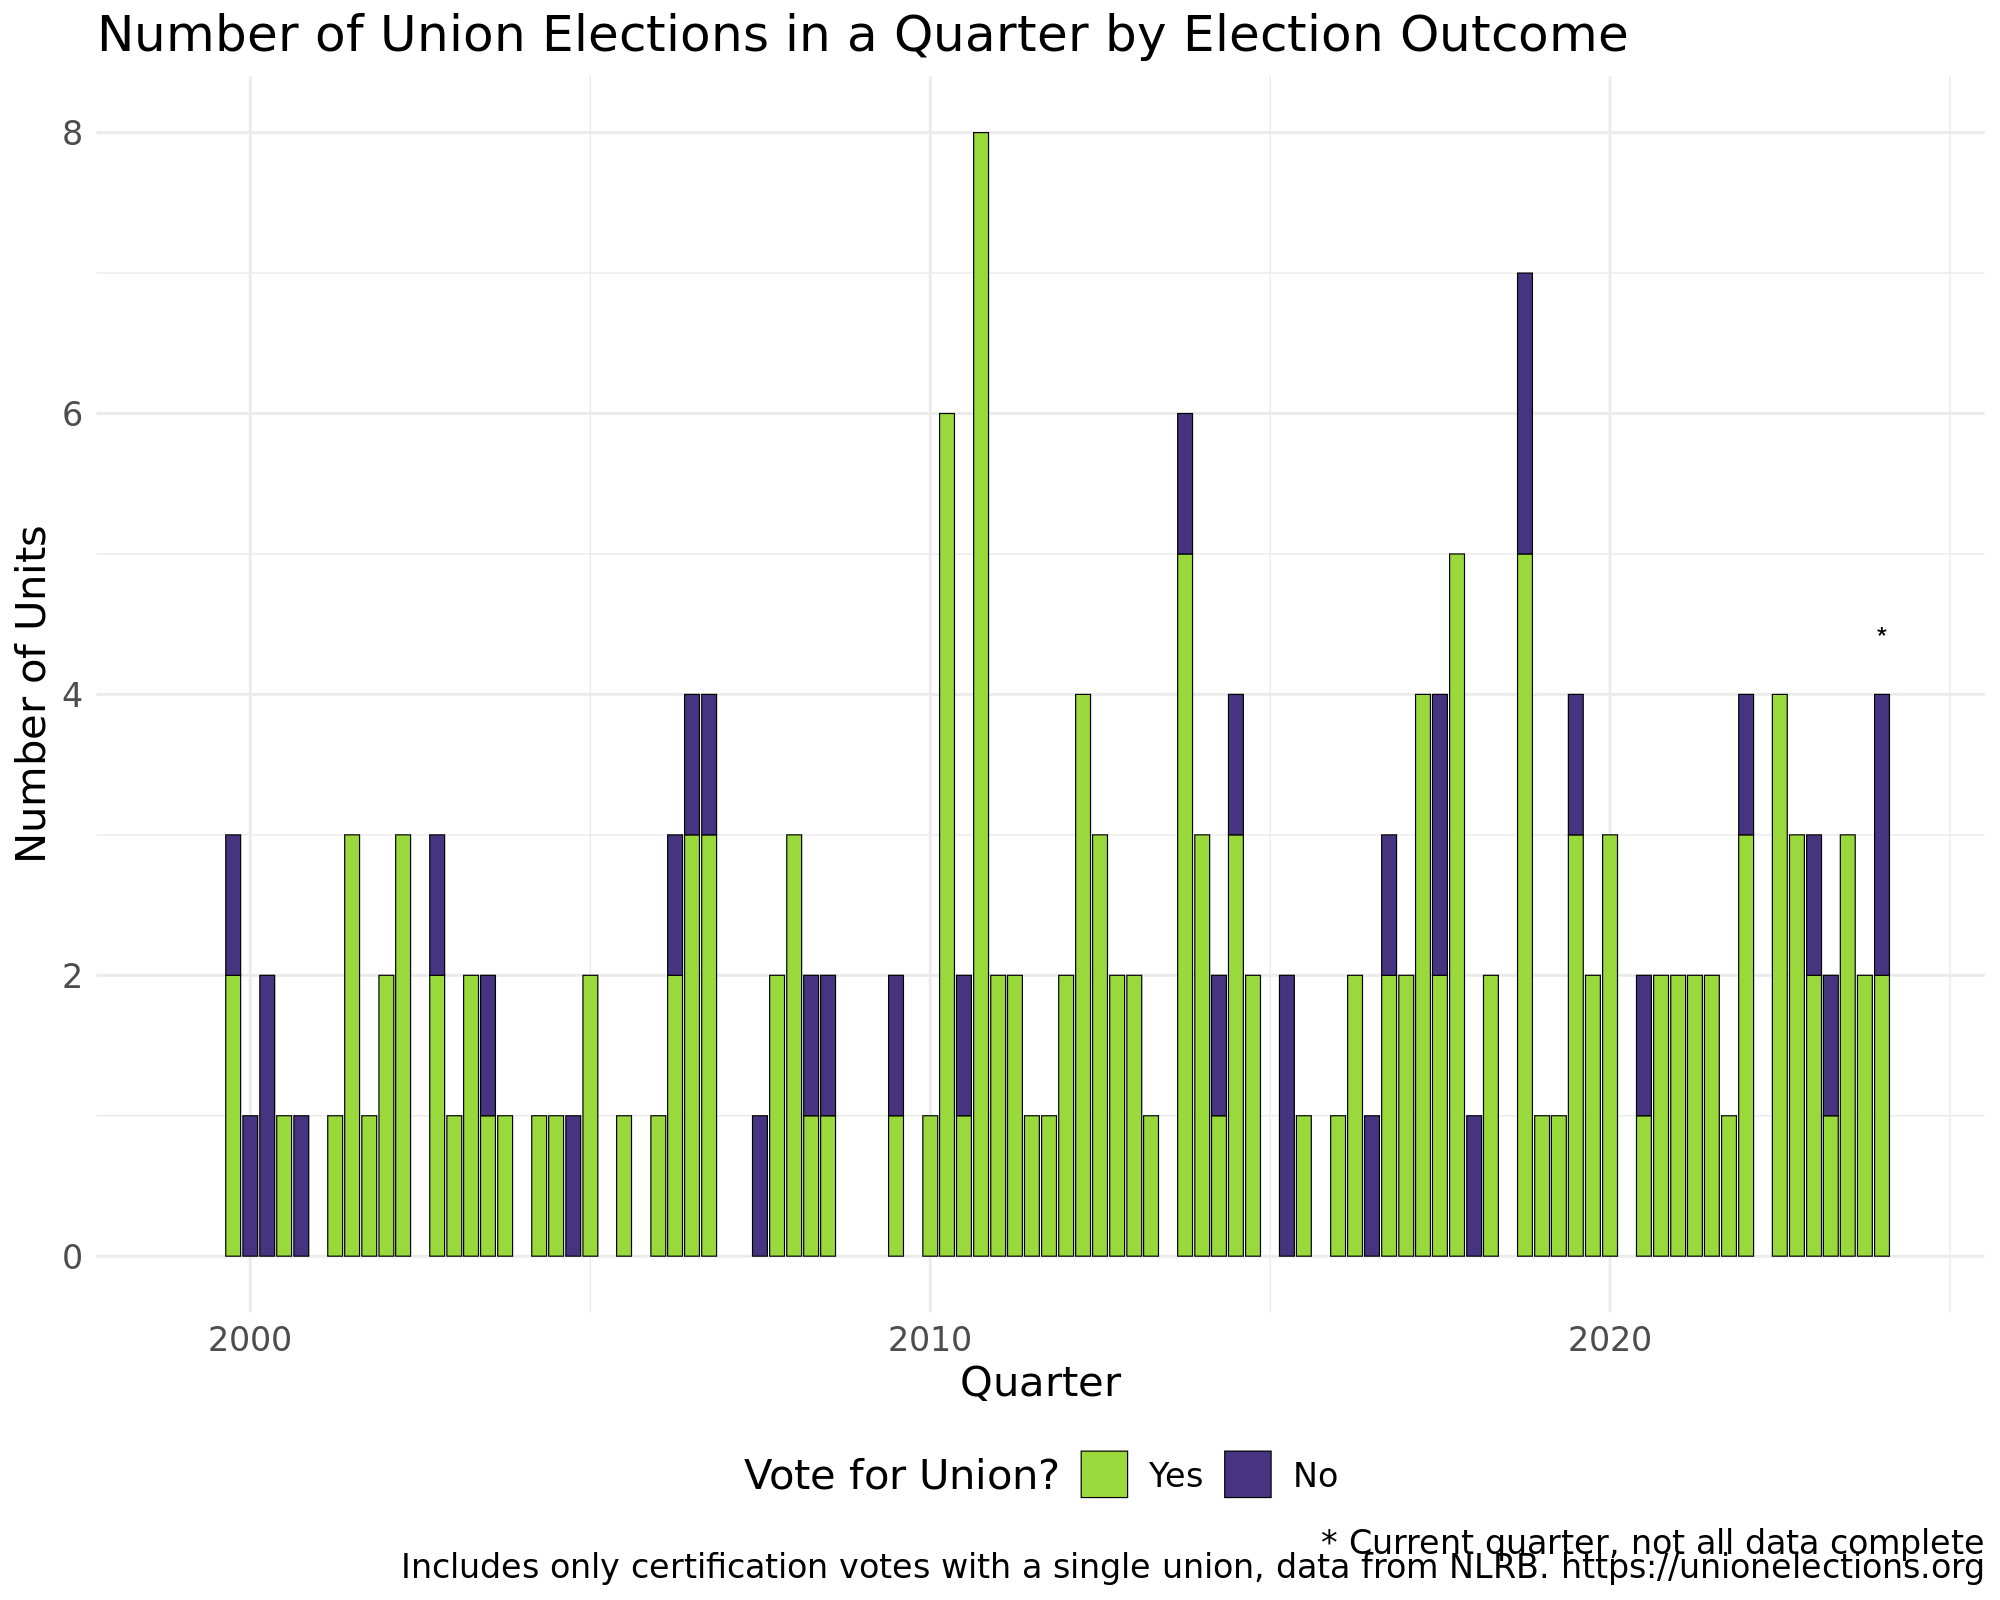 Number of Union Elections in a Quarter by Election Outcome
8
6
4
2
0
Number of Units
*
2000 2010 2020
Quarter
Vote for Union? Yes No
* Current quarter, not all data complete
Includes only certification votes with a single union, data from NLRB. https://unionelections.org